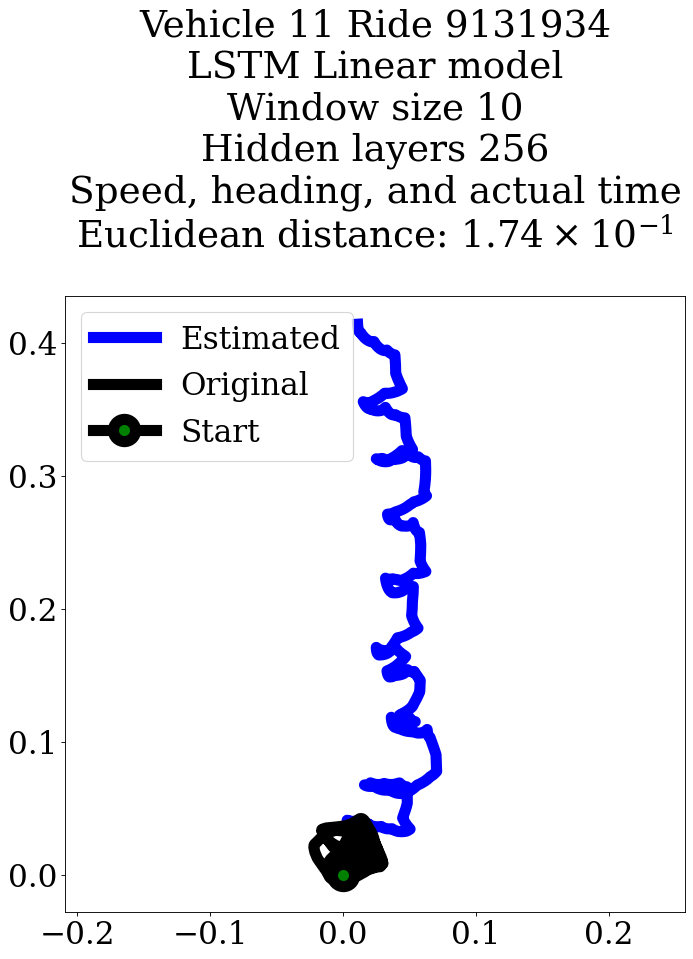 Vehicle 11 Ride 9131934
LSTM Linear model
Window size 10
Hidden layers 256
Speed, heading, and actual time
Euclidean distance: 1.74 × 10⁻¹
Estimated
Original
Start
0.4
0.3
0.2
0.1
0.0
−0.2 −0.1 0.0 0.1 0.2